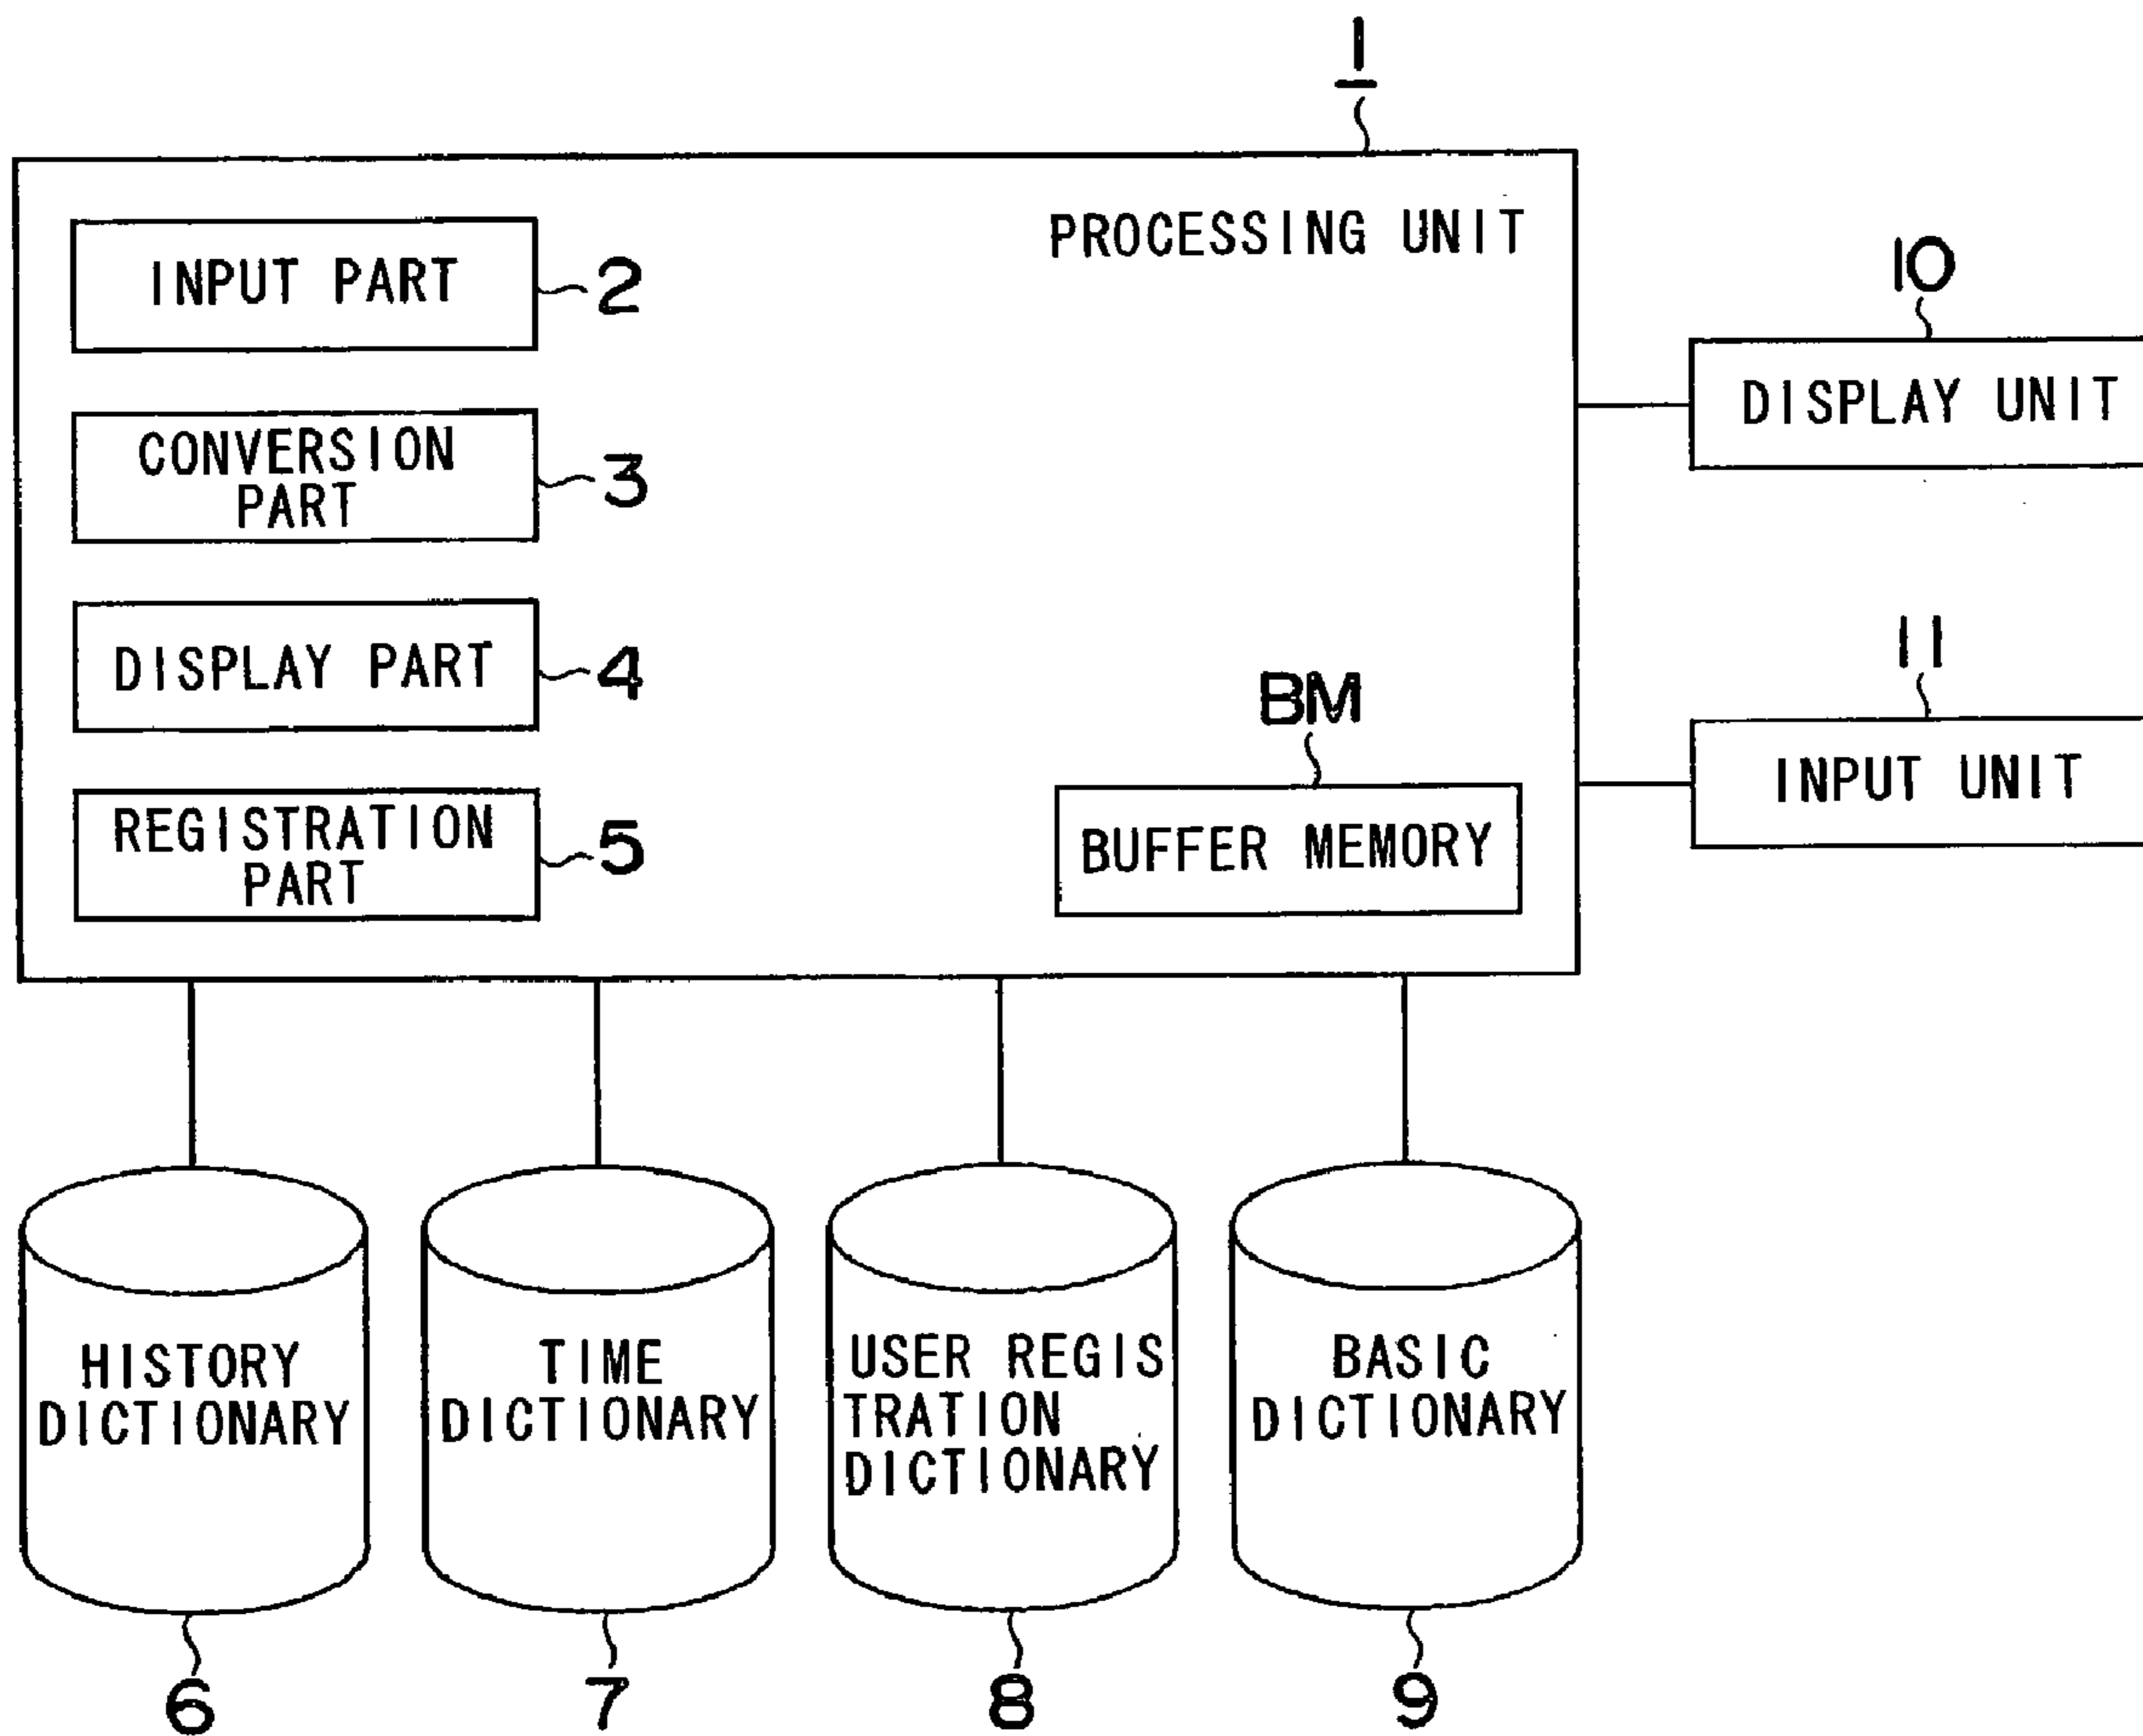 1
PROCESSING UNIT
INPUT PART
2
CONVERSION
PART
3
DISPLAY PART
4
REGISTRATION
PART
5
BM
BUFFER MEMORY
10
DISPLAY UNIT
11
INPUT UNIT
HISTORY
DICTIONARY
TIME
DICTIONARY
USER REGIS
TRATION
DICTIONARY
BASIC
DICTIONARY
6
7
8
9